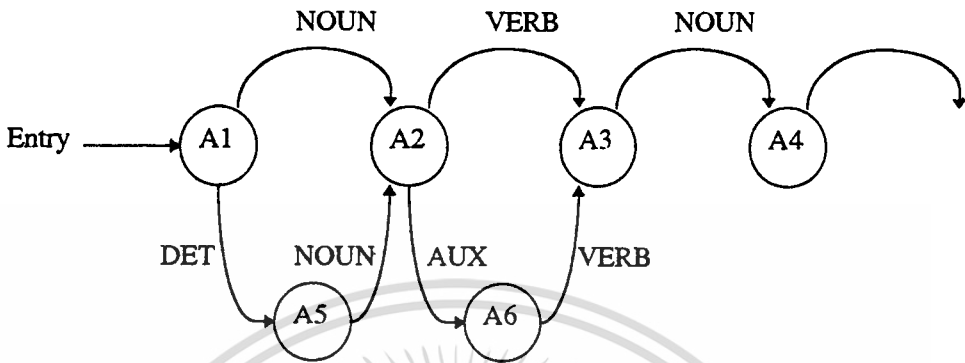 NOUN VERB NOUN
Entry A1 A2 A3 A4
DET NOUN AUX VERB
A5 A6